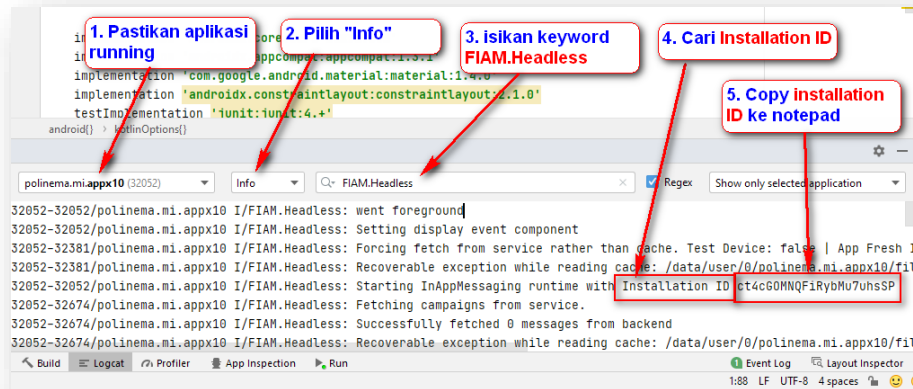 1. Pastikan aplikasi
running
2. Pilih "Info"
3. isikan keyword
FIAM.Headless
4. Cari Installation ID
5. Copy installation
ID ke notepad
implementation 'com.google.android.material:material:1.4.0'
implementation 'androidx.constraintlayout:constraintlayout:2.1.0'
testImplementation 'junit:junit:4.+'
android{} › kotlinOptions{}
polinema.mi.appx10 (32052)
Info
FIAM.Headless
Regex
Show only selected application
32052-32052/polinema.mi.appx10 I/FIAM.Headless: went foreground
32052-32052/polinema.mi.appx10 I/FIAM.Headless: Setting display event component
32052-32381/polinema.mi.appx10 I/FIAM.Headless: Forcing fetch from service rather than cache. Test Device: false | App Fresh
32052-32381/polinema.mi.appx10 I/FIAM.Headless: Recoverable exception while reading cache: /data/user/0/polinema.mi.appx10/fil
32052-32052/polinema.mi.appx10 I/FIAM.Headless: Starting InAppMessaging runtime with Installation ID ct4cG0MNQFiRybMu7uhsSP
32052-32674/polinema.mi.appx10 I/FIAM.Headless: Fetching campaigns from service.
32052-32674/polinema.mi.appx10 I/FIAM.Headless: Successfully fetched 0 messages from backend
32052-32674/polinema.mi.appx10 I/FIAM.Headless: Recoverable exception while reading cache: /data/user/0/polinema.mi.appx10/fil
Build Logcat Profiler App Inspection Run 1 Event Log Layout Inspector
1:88 LF UTF-8 4 spaces